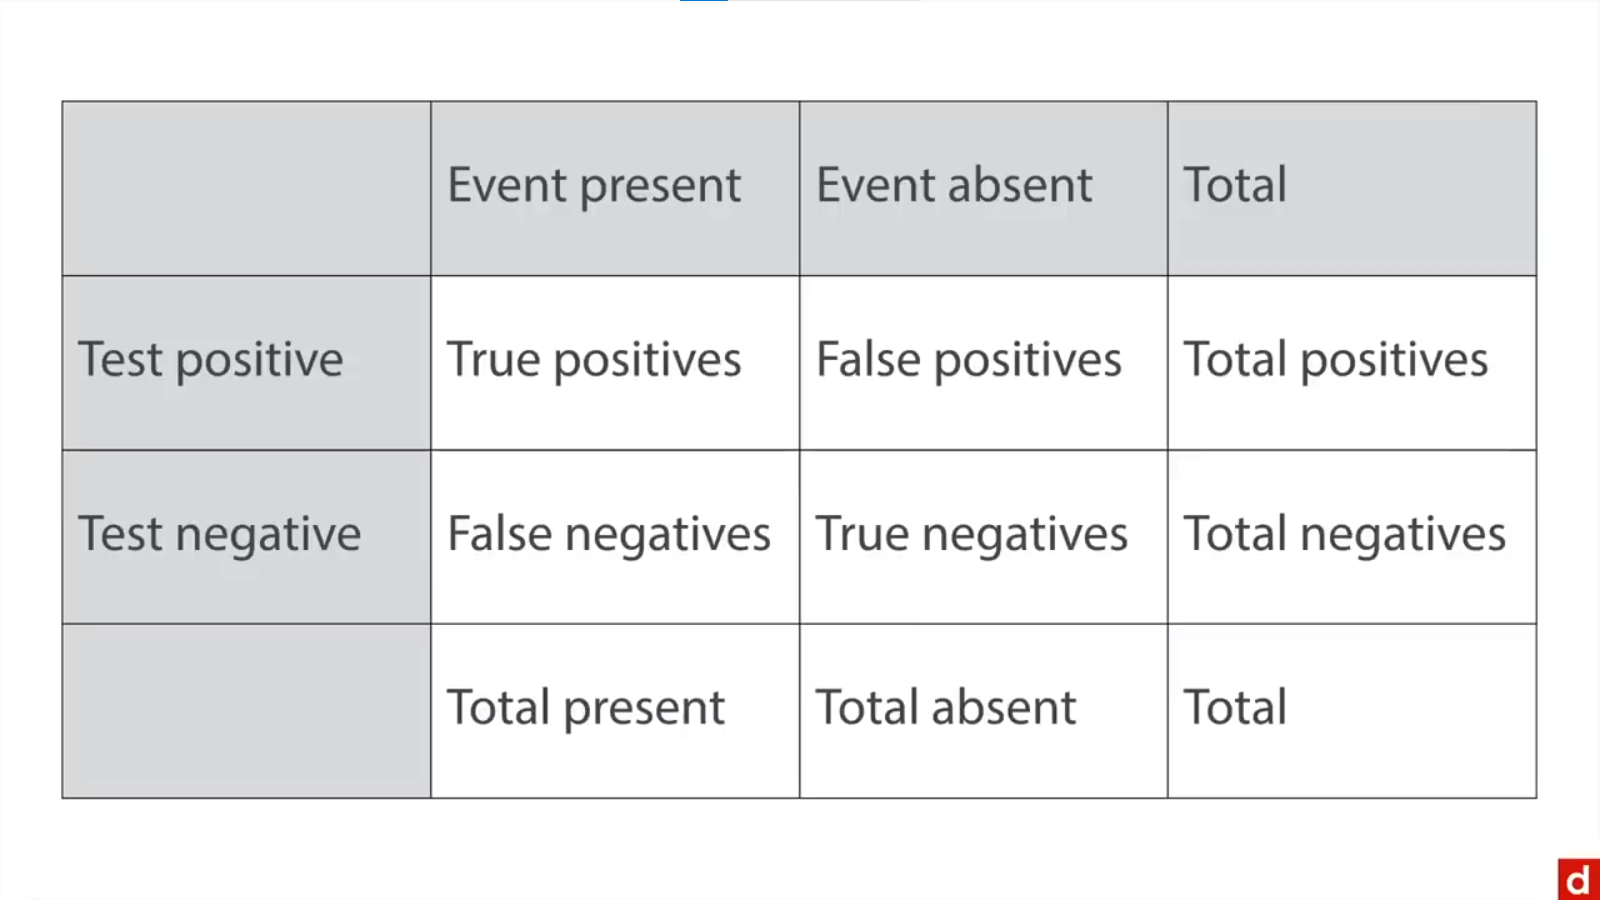 Event present Event absent Total
Test positive True positives False positives Total positives
Test negative False negatives True negatives Total negatives
Total present Total absent Total
d